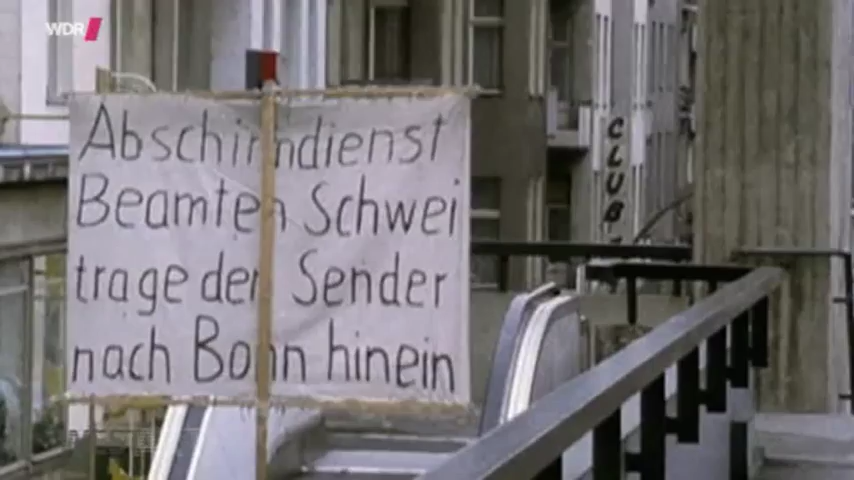 WDR
Abschirmdienst
Beamten Schwei
trage den Sender
nach Bonn hinein
CLUB